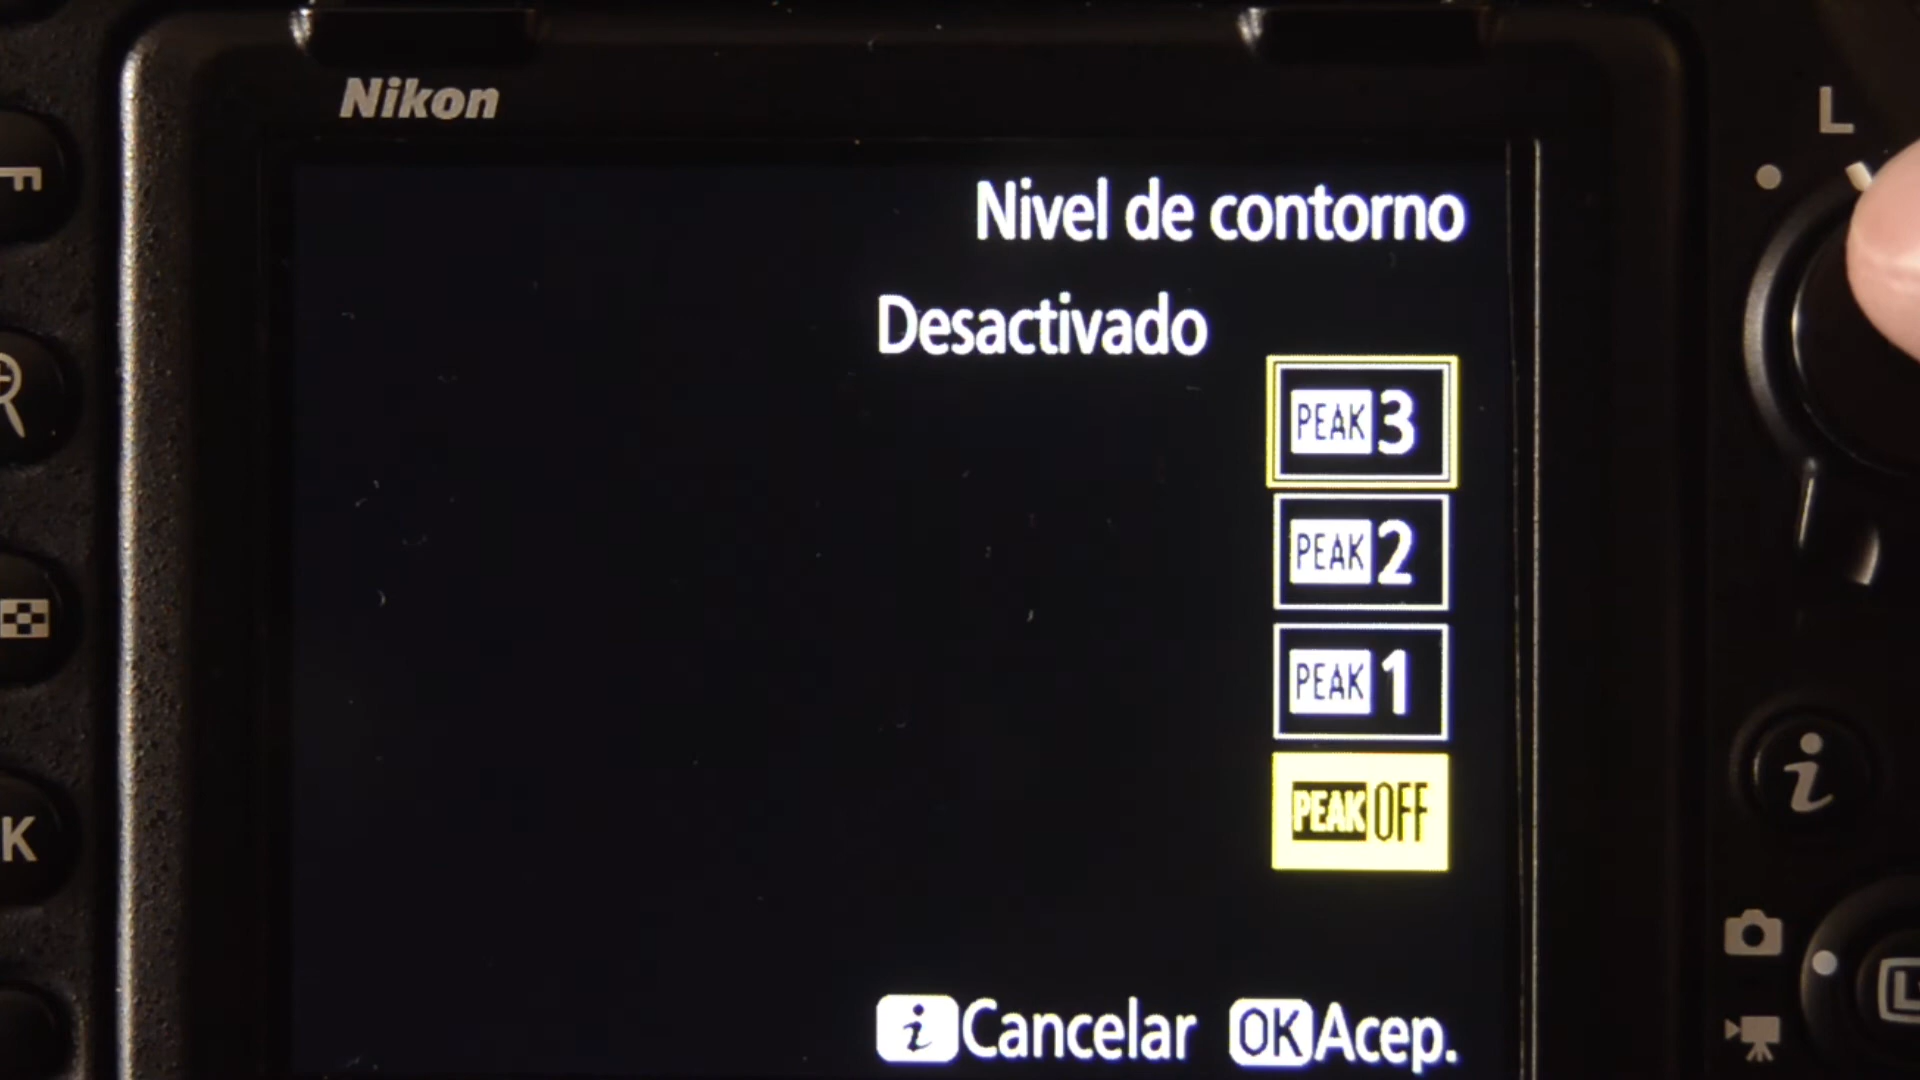 Nikon
L
Nivel de contorno
Desactivado
PEAK 3
PEAK 2
PEAK 1
PEAK OFF
i Cancelar OK Acep.
i
K